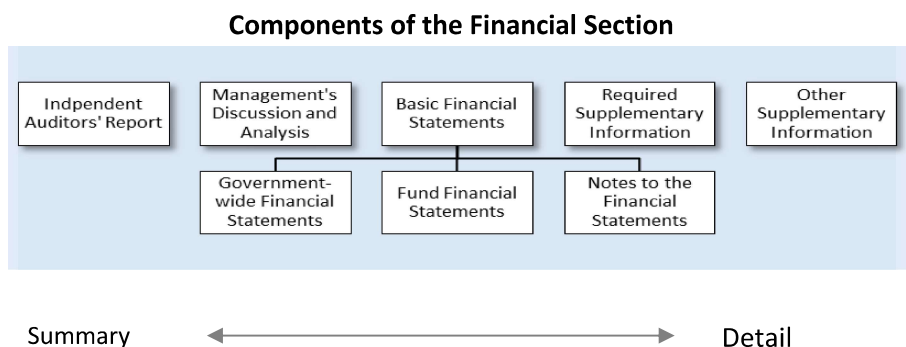 Components of the Financial Section
Indpendent
Auditors' Report
Management's
Discussion and
Analysis
Basic Financial
Statements
Required
Supplementary
Information
Other
Supplementary
Information
Government-
wide Financial
Statements
Fund Financial
Statements
Notes to the
Financial
Statements
Summary
Detail